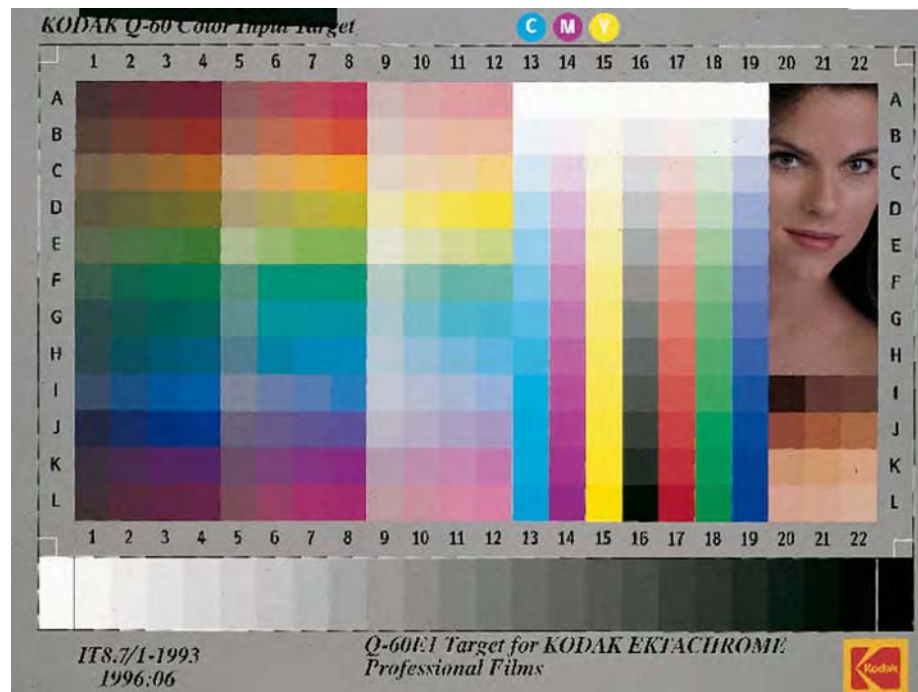 KODAK Q-60 Color Input Target
C M Y
1 2 3 4 5 6 7 8 9 10 11 12 13 14 15 16 17 18 19 20 21 22
A A
B B
C C
D D
E E
F F
G G
H H
I I
J J
K K
L L
1 2 3 4 5 6 7 8 9 10 11 12 13 14 15 16 17 18 19 20 21 22
IT8.7/1-1993
1996:06
Q-60E1 Target for KODAK EKTACHROME
Professional Films
Kodak